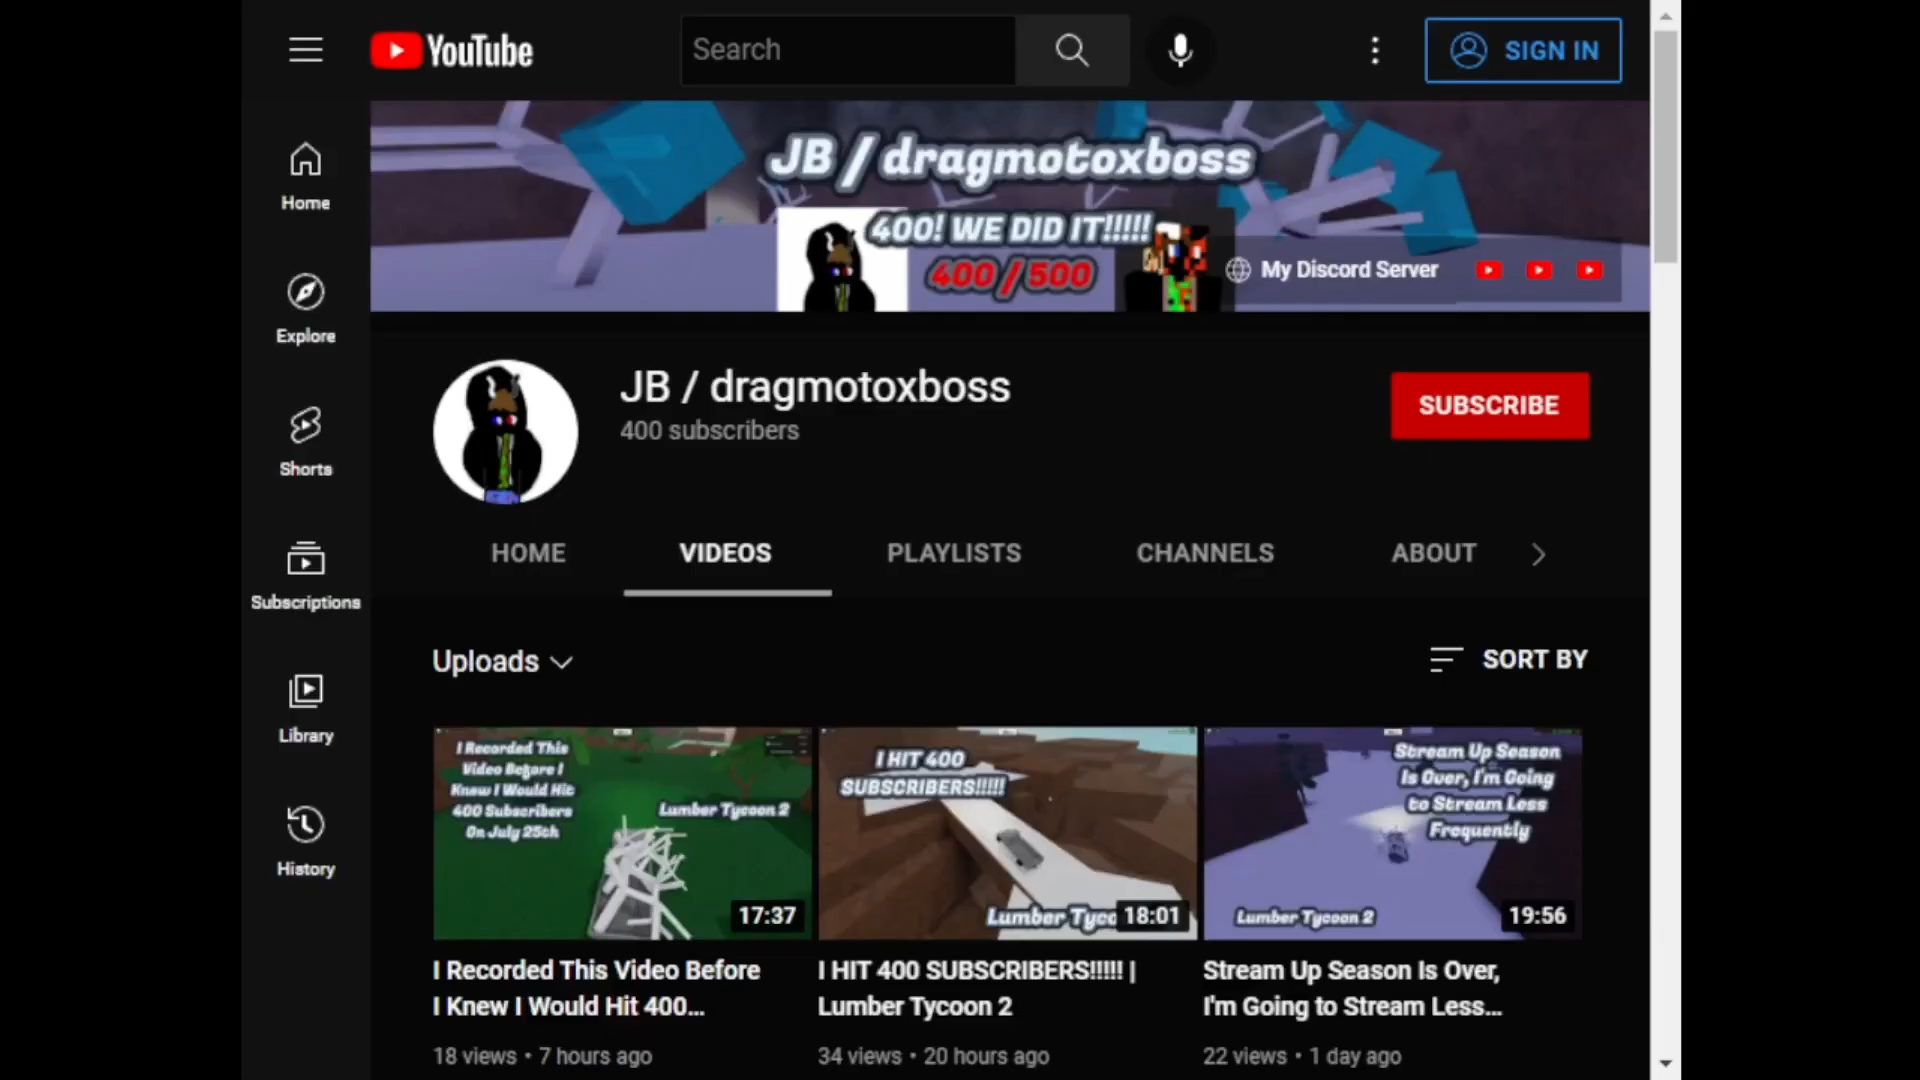 YouTube
Search
SIGN IN
Home
Explore
Shorts
Subscriptions
Library
History
JB / dragmotoxboss
400! WE DID IT!!!!!
400 / 500
My Discord Server
JB / dragmotoxboss
400 subscribers
SUBSCRIBE
HOME
VIDEOS
PLAYLISTS
CHANNELS
ABOUT
Uploads
SORT BY
I Recorded This
Video Before I
Knew I Would Hit
400 Subscribers
On July 25th
Lumber Tycoon 2
17:37
I HIT 400
SUBSCRIBERS!!!!!
Lumber Tyco
18:01
Stream Up Season
Is Over, I'm Going
to Stream Less
Frequently
Lumber Tycoon 2
19:56
I Recorded This Video Before
I Knew I Would Hit 400...
18 views • 7 hours ago
I HIT 400 SUBSCRIBERS!!!!! |
Lumber Tycoon 2
34 views • 20 hours ago
Stream Up Season Is Over,
I'm Going to Stream Less...
22 views • 1 day ago